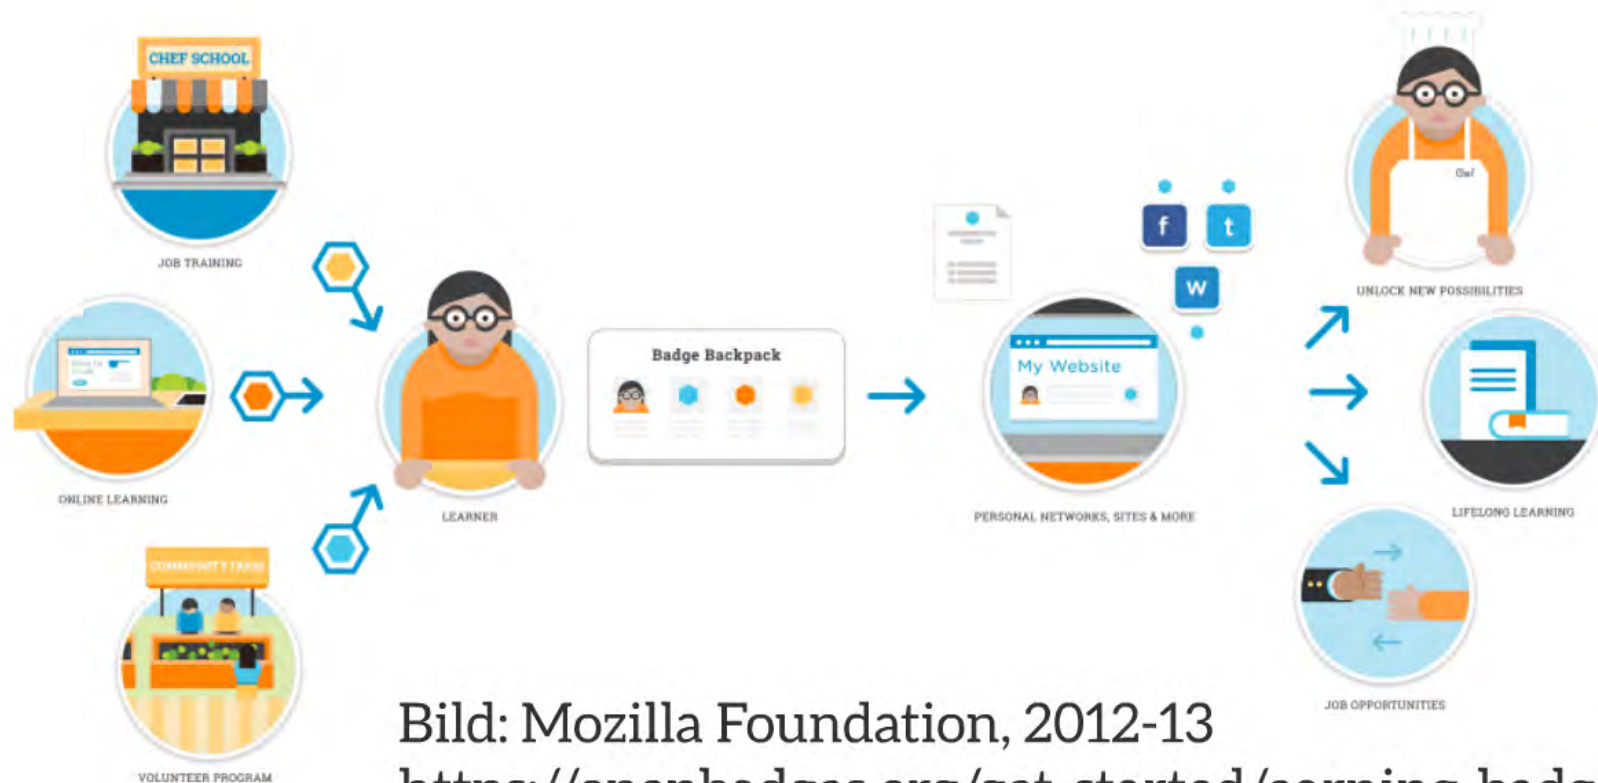 CHEF SCHOOL
JOB TRAINING
ONLINE LEARNING
COMMUNITY FARM
VOLUNTEER PROGRAM
LEARNER
Badge Backpack
f
t
w
My Website
PERSONAL NETWORKS, SITES & MORE
UNLOCK NEW POSSIBILITIES
LIFELONG LEARNING
JOB OPPORTUNITIES
Bild: Mozilla Foundation, 2012-13